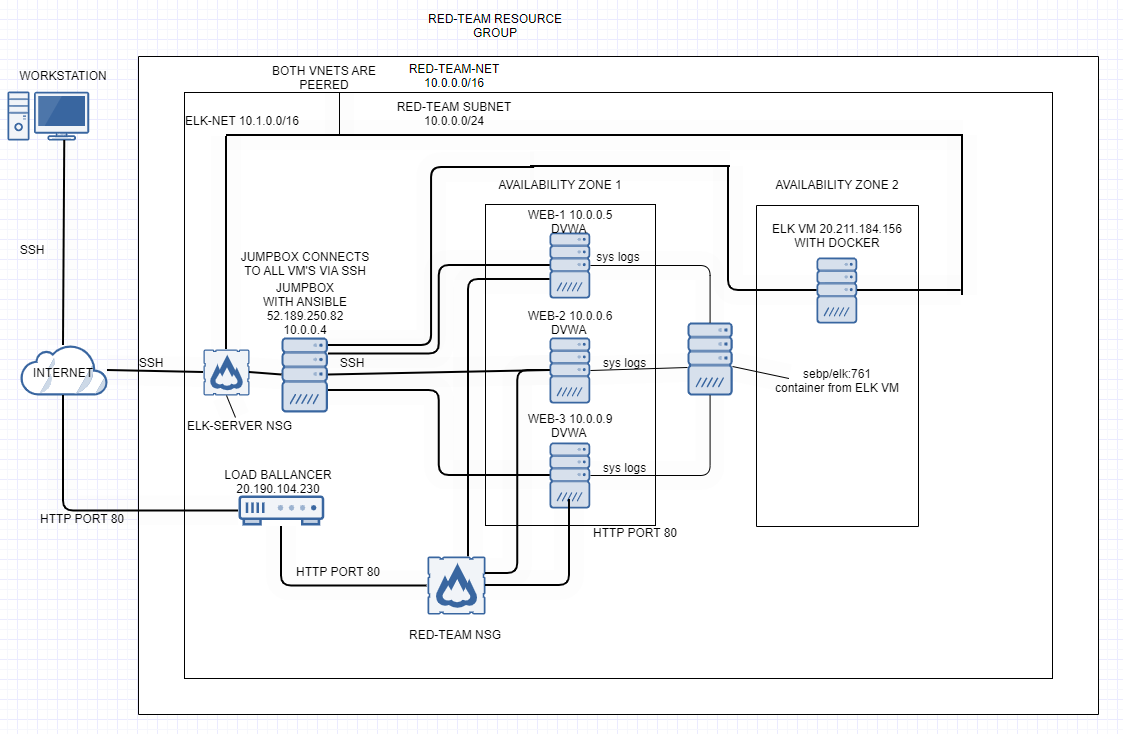 RED-TEAM RESOURCE
GROUP
WORKSTATION
BOTH VNETS ARE
PEERED
RED-TEAM-NET
10.0.0.0/16
RED-TEAM SUBNET
10.0.0.0/24
ELK-NET 10.1.0.0/16
AVAILABILITY ZONE 1
AVAILABILITY ZONE 2
WEB-1 10.0.0.5
DVWA
sys logs
ELK VM 20.211.184.156
WITH DOCKER
SSH
JUMPBOX CONNECTS
TO ALL VM'S VIA SSH
JUMPBOX
WITH ANSIBLE
52.189.250.82
10.0.0.4
WEB-2 10.0.0.6
DVWA
sys logs
INTERNET
SSH
SSH
sebp/elk:761
container from ELK VM
ELK-SERVER NSG
WEB-3 10.0.0.9
DVWA
sys logs
LOAD BALLANCER
20.190.104.230
HTTP PORT 80
HTTP PORT 80
HTTP PORT 80
RED-TEAM NSG